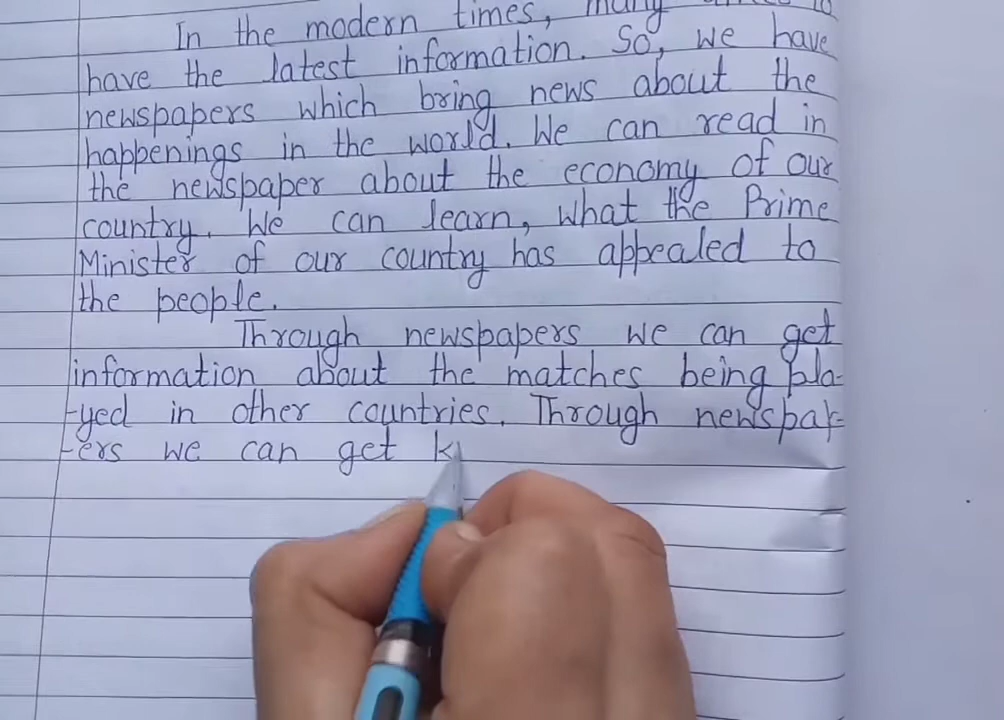 In the modern times, many
have the latest information. So, we have
newspapers which bring news about the
happenings in the world. We can read in
the newspaper about the economy of our
country. We can learn, what the Prime
Minister of our country has appealed to
the people.
Through newspapers we can get
information about the matches being pla-
-yed in other countries. Through newspap-
-ers we can get k